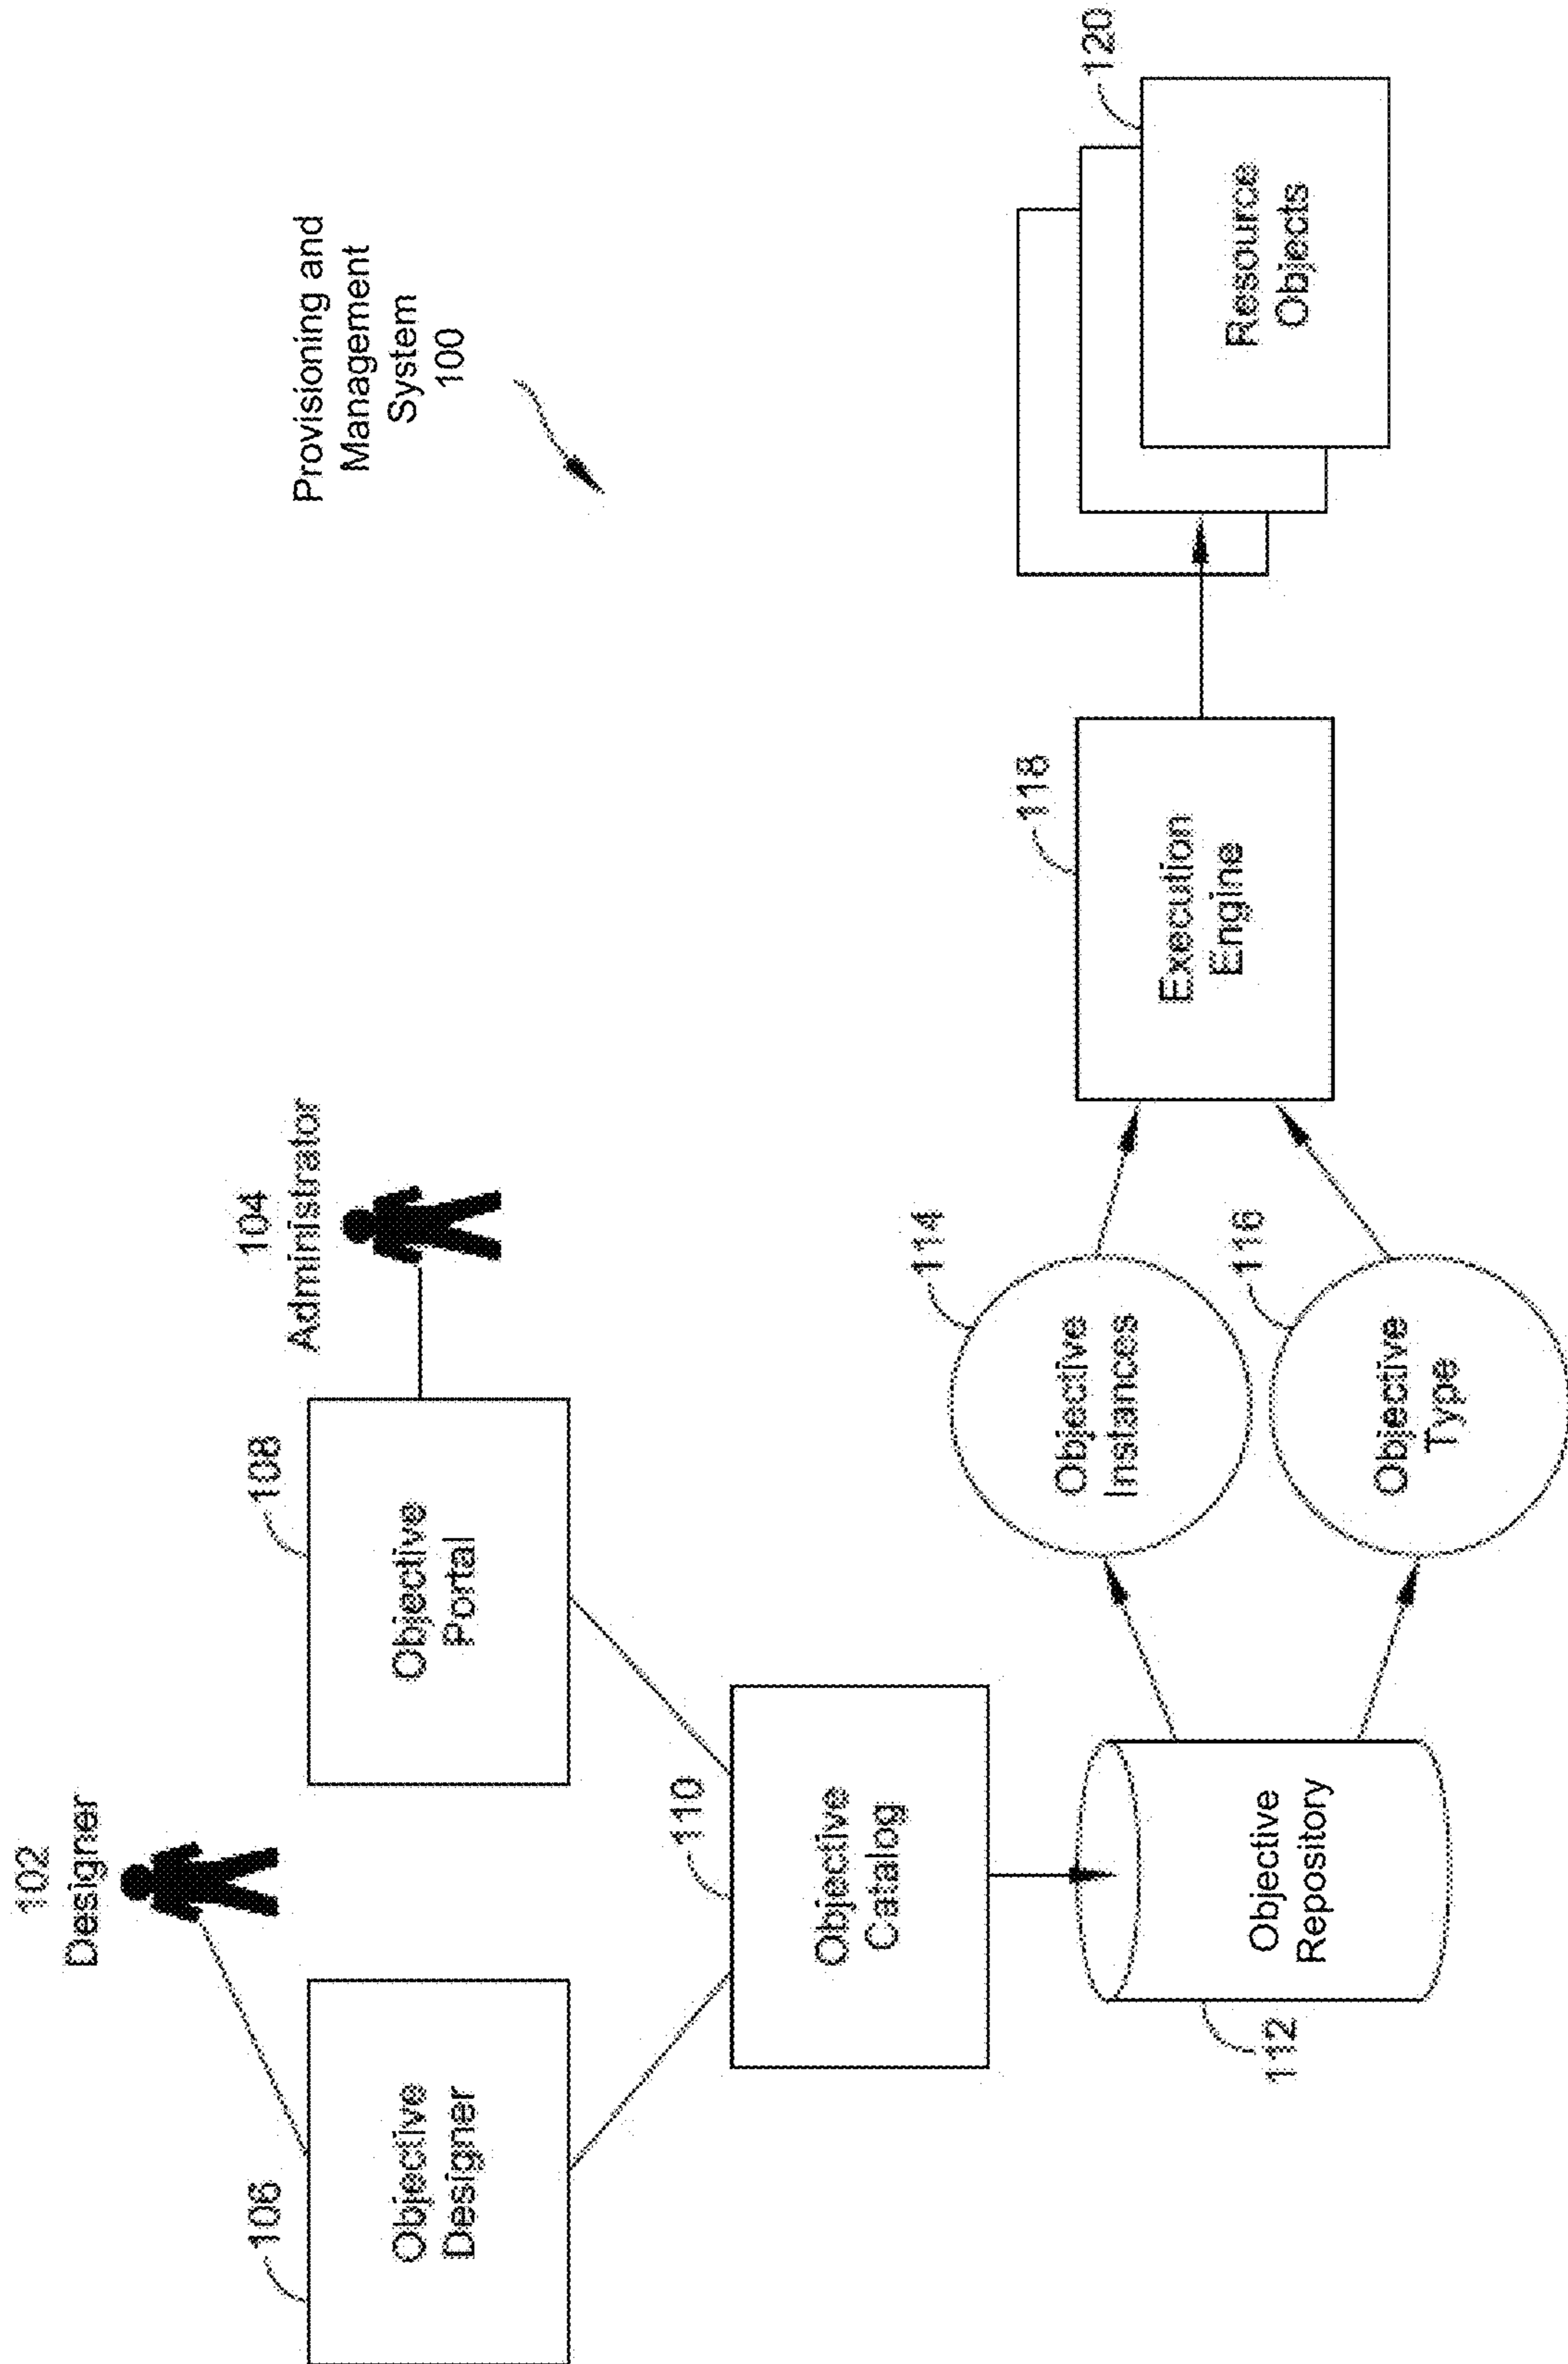 Provisioning and
Management
System
100
102
Designer
104
Administrator
106
Objective
Designer
108
Objective
Portal
110
Objective
Catalog
112
Objective
Repository
114
Objective
Instances
116
Objective
Type
118
Execution
Engine
120
Resource
Objects